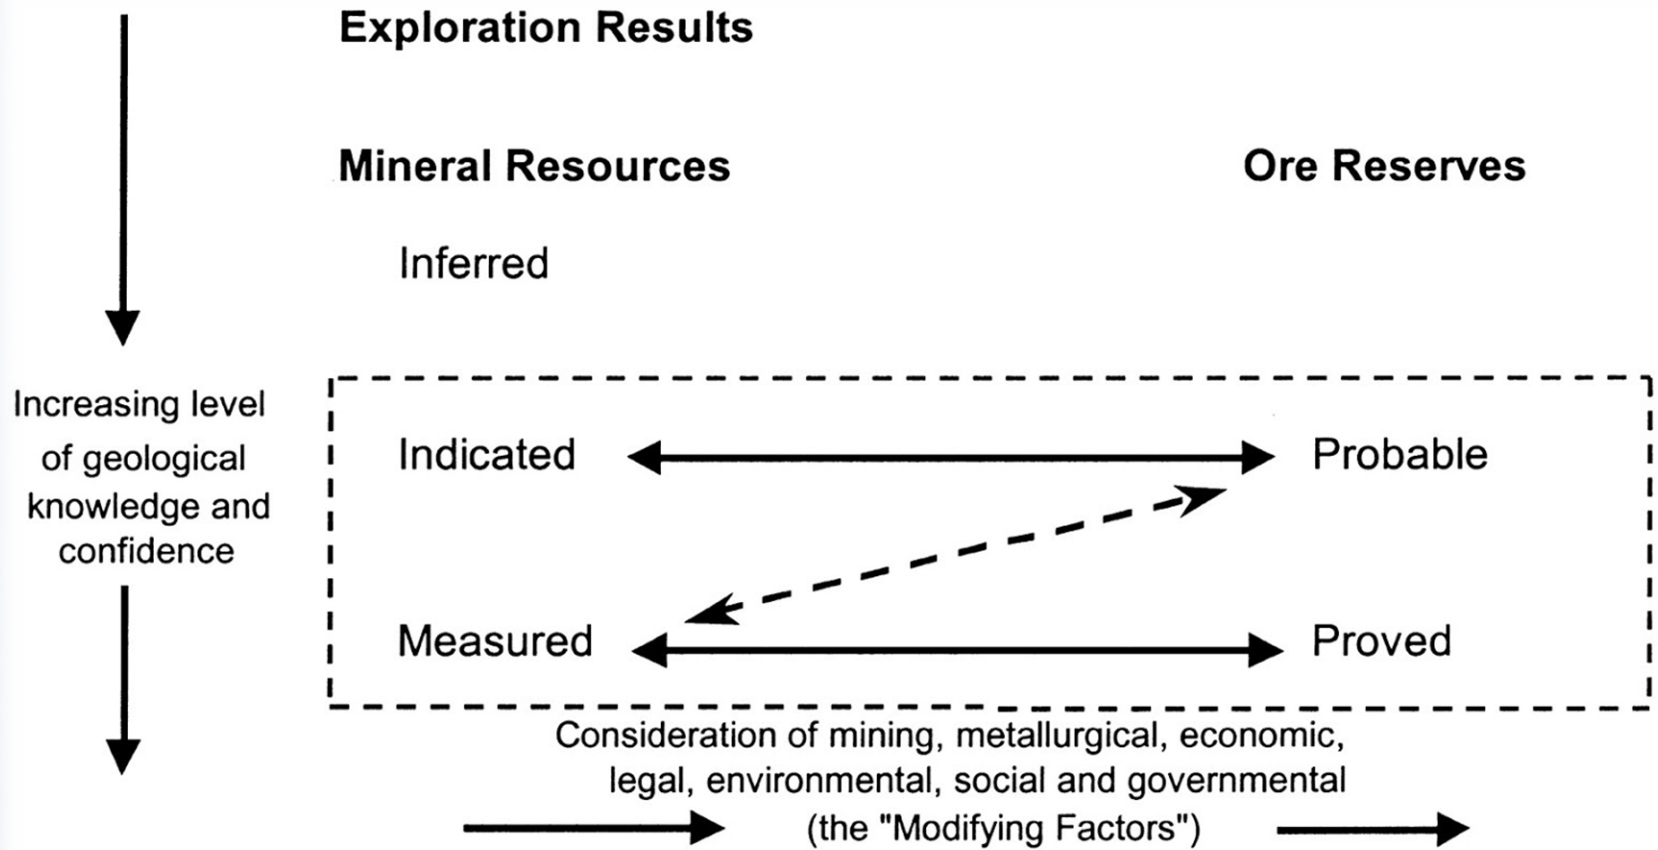 Exploration Results
Mineral Resources
Ore Reserves
Inferred
Increasing level
of geological
knowledge and
confidence
Indicated
Probable
Measured
Proved
Consideration of mining, metallurgical, economic,
legal, environmental, social and governmental
(the "Modifying Factors")